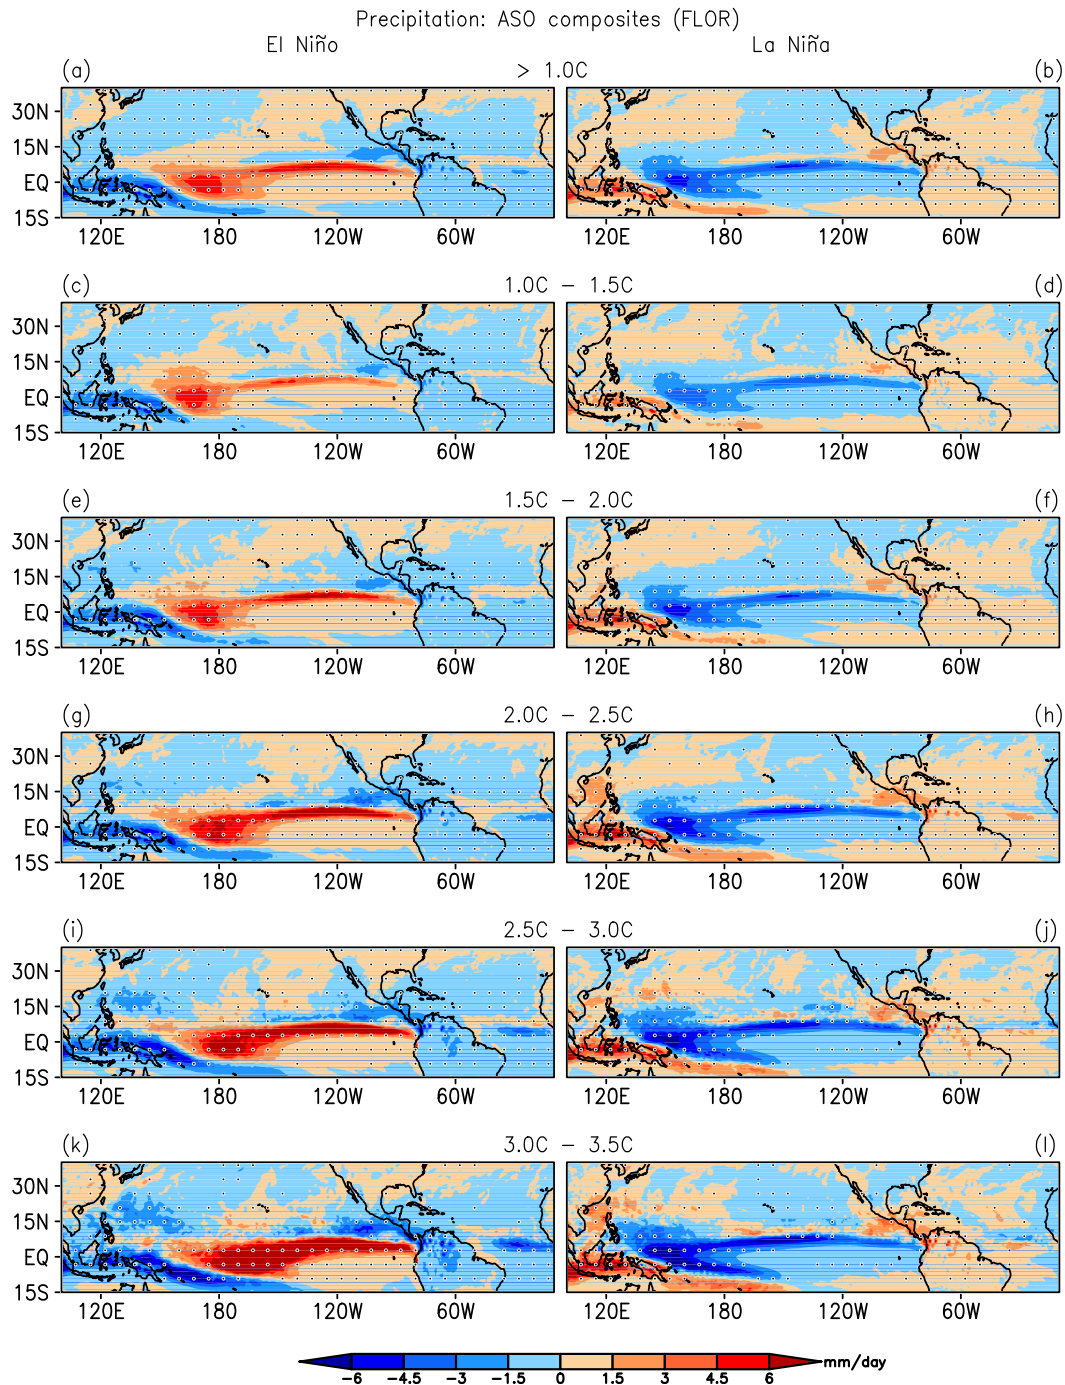 Precipitation: ASO composites (FLOR)
El Niño La Niña
(a) > 1.0C (b)
30N
15N
EQ
15S
120E 180 120W 60W 120E 180 120W 60W
(c) 1.0C – 1.5C (d)
30N
15N
EQ
15S
120E 180 120W 60W 120E 180 120W 60W
(e) 1.5C – 2.0C (f)
30N
15N
EQ
15S
120E 180 120W 60W 120E 180 120W 60W
(g) 2.0C – 2.5C (h)
30N
15N
EQ
15S
120E 180 120W 60W 120E 180 120W 60W
(i) 2.5C – 3.0C (j)
30N
15N
EQ
15S
120E 180 120W 60W 120E 180 120W 60W
(k) 3.0C – 3.5C (l)
30N
15N
EQ
15S
120E 180 120W 60W 120E 180 120W 60W
mm/day
−6 −4.5 −3 −1.5 0 1.5 3 4.5 6